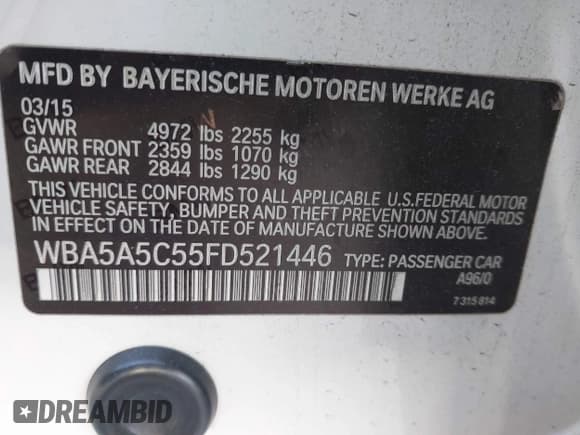 MFD BY BAYERISCHE MOTOREN WERKE AG
03/15
GVWR 4972 lbs 2255 kg
GAWR FRONT 2359 lbs 1070 kg
GAWR REAR 2844 lbs 1290 kg
THIS VEHICLE CONFORMS TO ALL APPLICABLE U.S.FEDERAL MOTOR
VEHICLE SAFETY, BUMPER AND THEFT PREVENTION STANDARDS
IN EFFECT ON THE DATE OF MANUFACTURE SHOWN ABOVE.
WBA5A5C55FD521446 TYPE: PASSENGER CAR
A96/0
7 315 814
DREAMBID